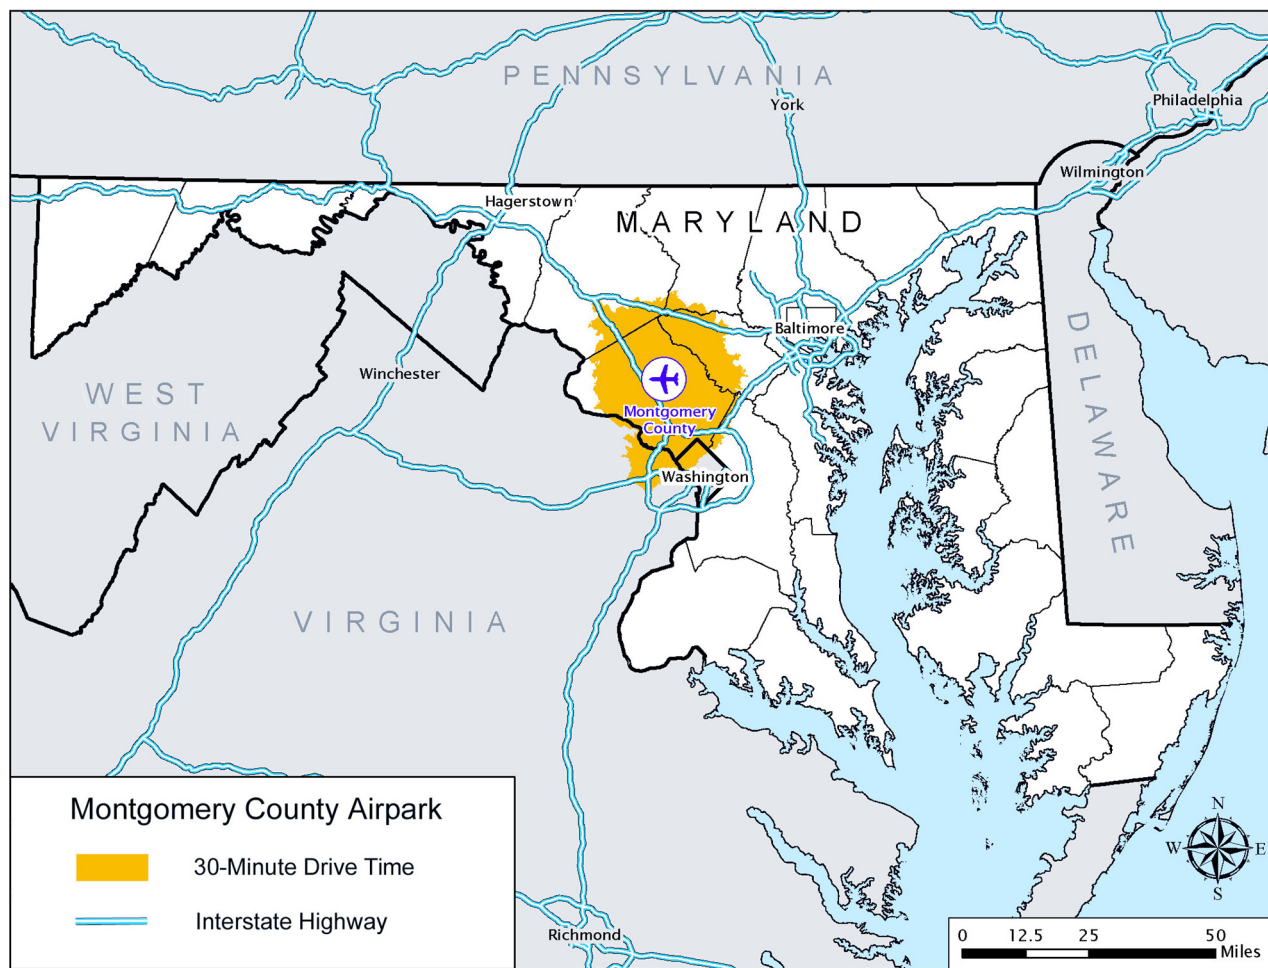 PENNSYLVANIA
York
Philadelphia
Wilmington
Hagerstown
MARYLAND
Baltimore
DELAWARE
Winchester
WEST
VIRGINIA
Montgomery
County
Washington
VIRGINIA
Richmond
Montgomery County Airpark
30-Minute Drive Time
Interstate Highway
N
W E
S
0 12.5 25 50
Miles